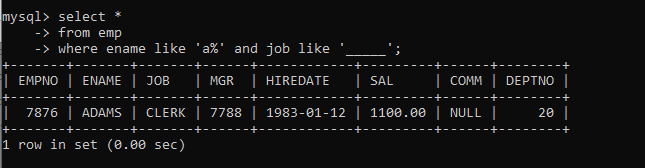 mysql> select *
    -> from emp
    -> where ename like 'a%' and job like '_____';
+-------+-------+-------+------+------------+---------+------+--------+
| EMPNO | ENAME | JOB   | MGR  | HIREDATE   | SAL     | COMM | DEPTNO |
+-------+-------+-------+------+------------+---------+------+--------+
|  7876 | ADAMS | CLERK | 7788 | 1983-01-12 | 1100.00 | NULL |     20 |
+-------+-------+-------+------+------------+---------+------+--------+
1 row in set (0.00 sec)